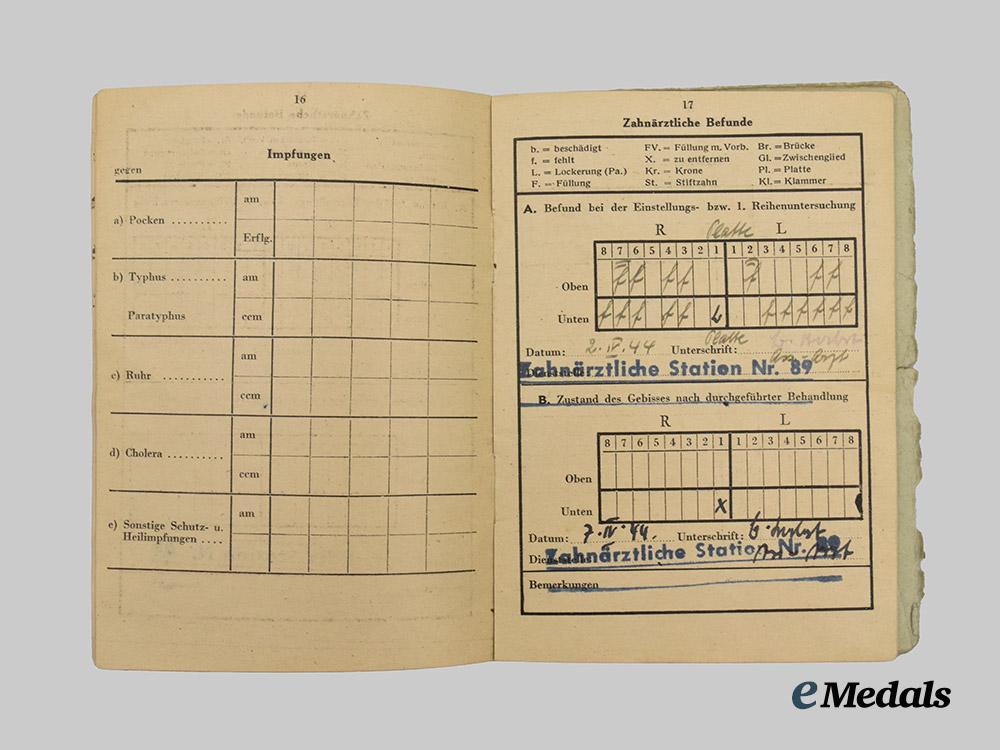 16
Impfungen
gegen
a) Pocken .......... am
Erflg.
b) Typhus ......... am
Paratyphus ccm
c) Ruhr .......... am
ccm
d) Cholera .......... am
ccm
e) Sonstige Schutz- u. am
Heilimpfungen ....
17
Zahnärztliche Befunde
b. = beschädigt FV. = Füllung m. Vorb. Br. = Brücke
f. = fehlt X. = zu entfernen Gl. = Zwischenglied
L. = Lockerung (Pa.) Kr. = Krone Pl. = Platte
F. = Füllung St. = Stiftzahn Kl. = Klammer
A. Befund bei der Einstellungs- bzw. 1. Reihenuntersuchung
R Platte L
8 7 6 5 4 3 2 1 1 2 3 4 5 6 7 8
Oben f f f f f f f
Unten f f f f f L f f f f f f
Platte
Datum: 2.IV.44 Unterschrift:
Zahnärztliche Station Nr. 89
B. Zustand des Gebisses nach durchgeführter Behandlung
R L
8 7 6 5 4 3 2 1 1 2 3 4 5 6 7 8
Oben
Unten X
Datum: 7.IV.44. Unterschrift:
Zahnärztliche Station Nr. 89
Bemerkungen
eMedals